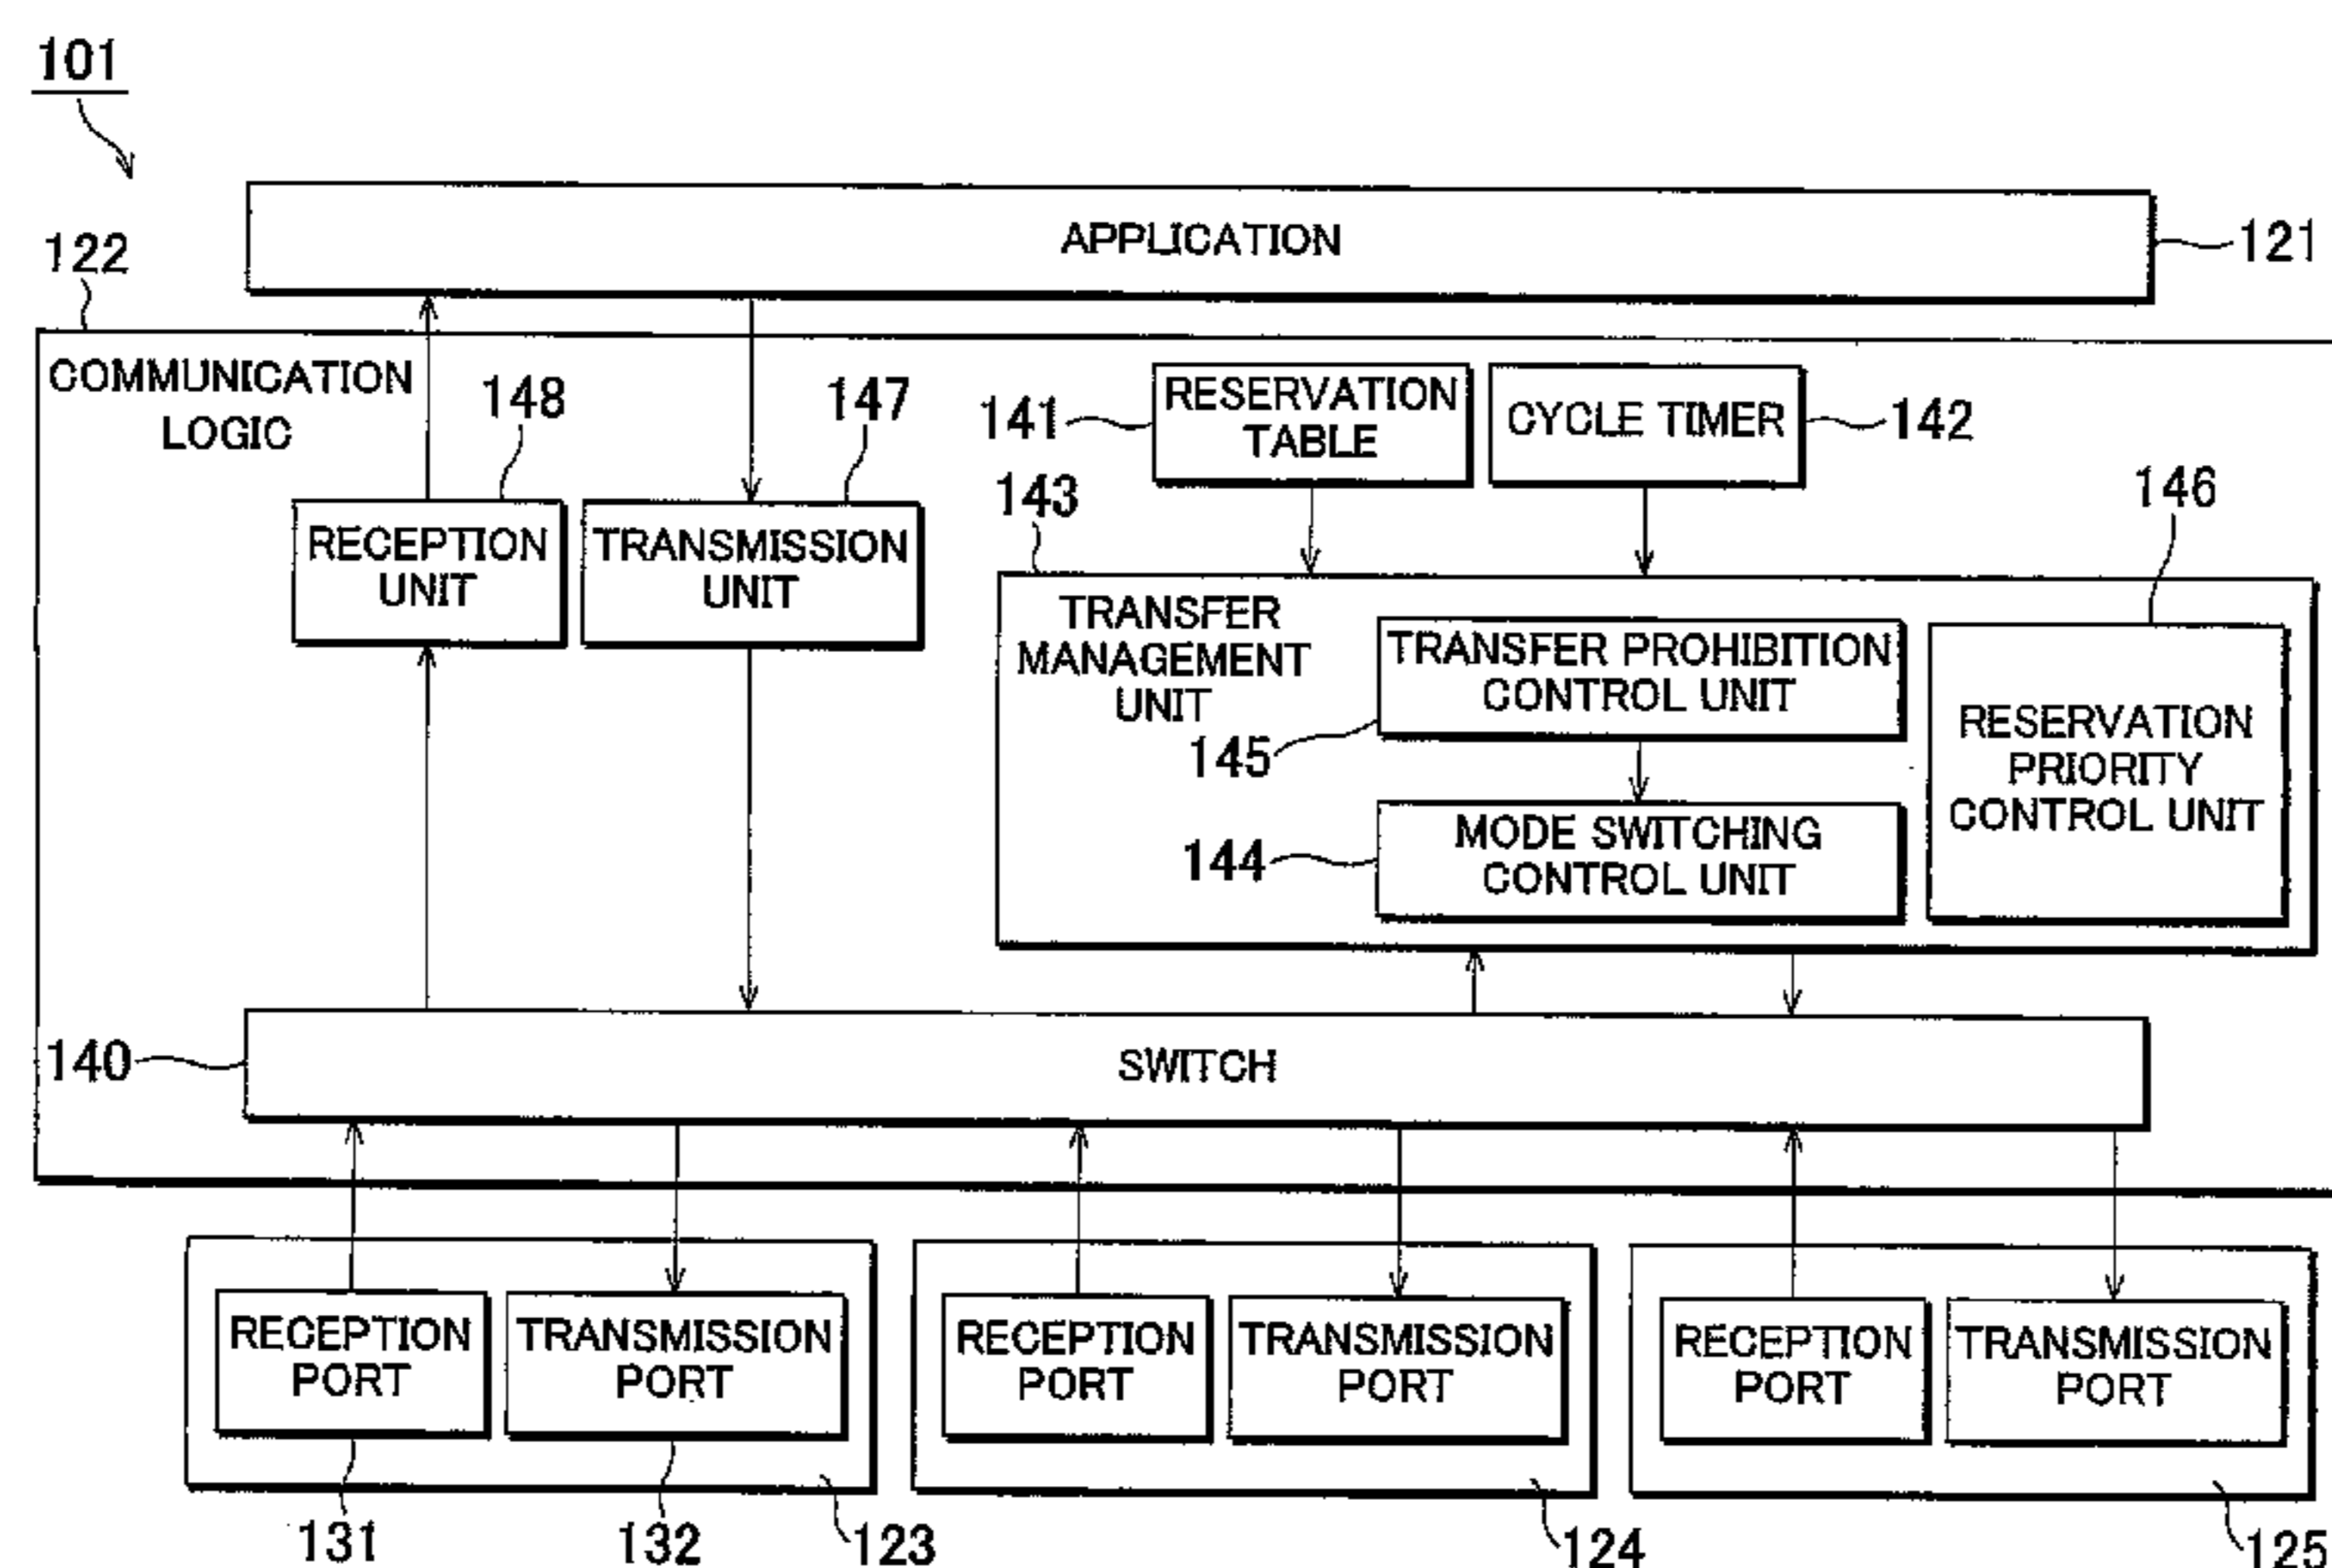 101
APPLICATION
121
122
COMMUNICATION
LOGIC
148
147
RECEPTION
UNIT
TRANSMISSION
UNIT
141
RESERVATION
TABLE
CYCLE TIMER
142
143
146
TRANSFER
MANAGEMENT
UNIT
TRANSFER PROHIBITION
CONTROL UNIT
145
MODE SWITCHING
CONTROL UNIT
144
RESERVATION
PRIORITY
CONTROL UNIT
140
SWITCH
RECEPTION
PORT
TRANSMISSION
PORT
RECEPTION
PORT
TRANSMISSION
PORT
RECEPTION
PORT
TRANSMISSION
PORT
131
132
123
124
125